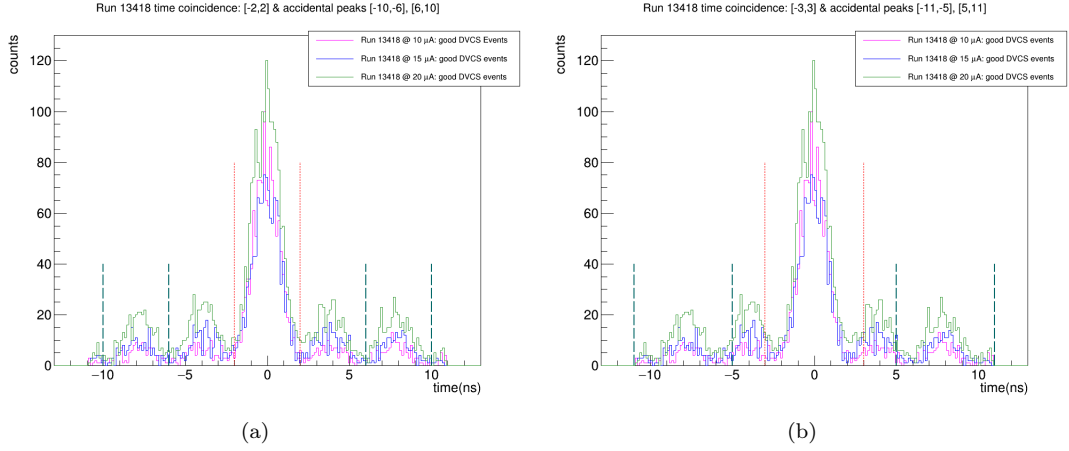 Run 13418 time coincidence: [-2,2] & accidental peaks [-10,-6], [6,10]
counts
120
100
80
60
40
20
0
−10
−5
0
5
10
time(ns)
Run 13418 @ 10 μA: good DVCS Events
Run 13418 @ 15 μA: good DVCS events
Run 13418 @ 20 μA: good DVCS events
(a)
Run 13418 time coincidence: [-3,3] & accidental peaks [-11,-5], [5,11]
counts
120
100
80
60
40
20
0
−10
−5
0
5
10
time(ns)
Run 13418 @ 10 μA: good DVCS events
Run 13418 @ 15 μA: good DVCS events
Run 13418 @ 20 μA: good DVCS events
(b)